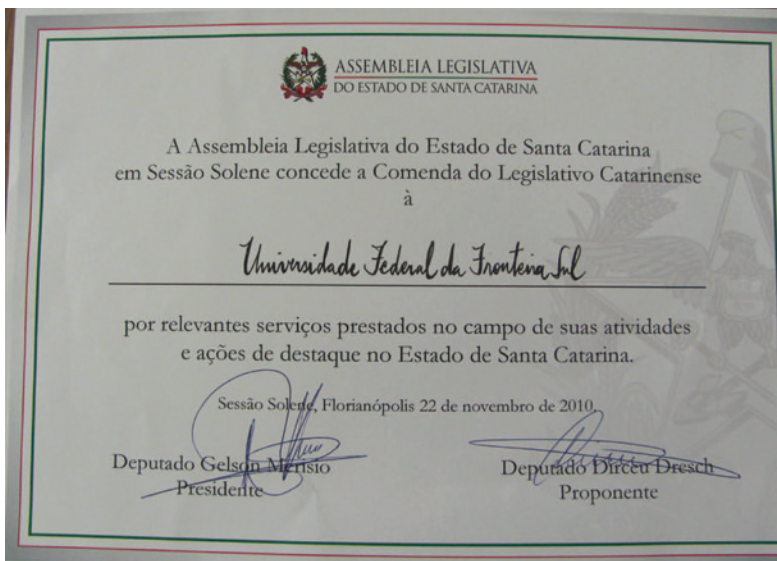 ASSEMBLEIA LEGISLATIVA
DO ESTADO DE SANTA CATARINA
A Assembleia Legislativa do Estado de Santa Catarina
em Sessão Solene concede a Comenda do Legislativo Catarinense
à
Universidade Federal da Fronteira Sul
por relevantes serviços prestados no campo de suas atividades
e ações de destaque no Estado de Santa Catarina.
Sessão Solene, Florianópolis 22 de novembro de 2010.
Deputado Gelson Merisio
Presidente
Deputado Dirceu Dresch
Proponente